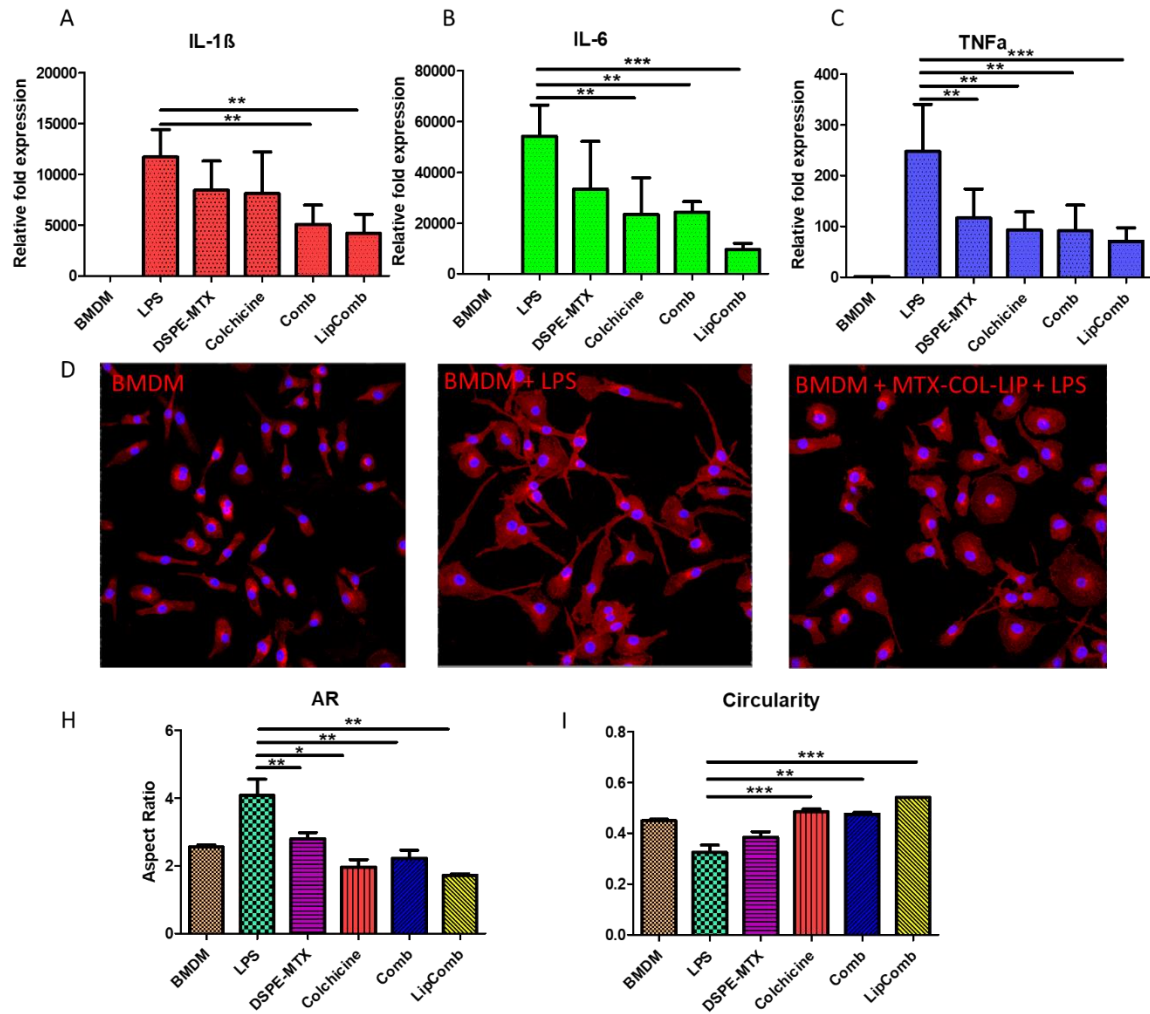 A
IL-1ß
Relative fold expression
20000
15000
10000
5000
0
**
**
BMDM
LPS
DSPE-MTX
Colchicine
Comb
LipComb
B
IL-6
Relative fold expression
80000
60000
40000
20000
0
***
**
**
BMDM
LPS
DSPE-MTX
Colchicine
Comb
LipComb
C
TNFa
Relative fold expression
400
300
200
100
0
***
**
**
**
BMDM
LPS
DSPE-MTX
Colchicine
Comb
LipComb
D
BMDM
BMDM + LPS
BMDM + MTX-COL-LIP + LPS
H
AR
Aspect Ratio
6
4
2
0
**
**
*
**
BMDM
LPS
DSPE-MTX
Colchicine
Comb
LipComb
I
Circularity
0.8
0.6
0.4
0.2
0.0
***
**
***
BMDM
LPS
DSPE-MTX
Colchicine
Comb
LipComb